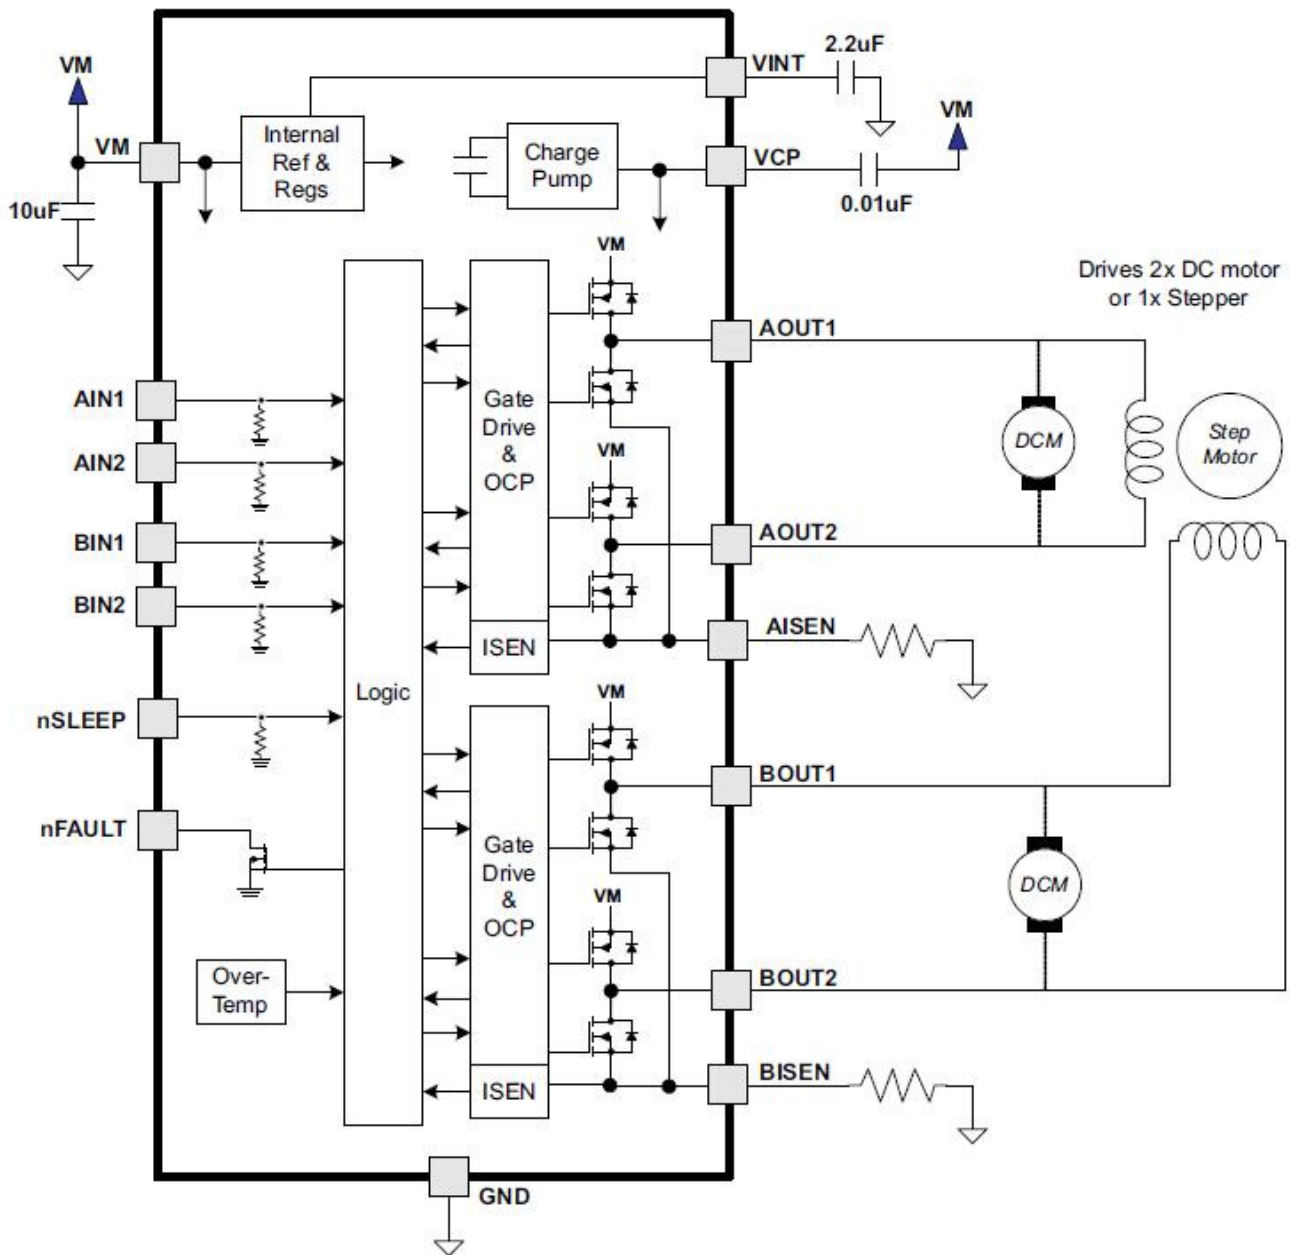 2.2uF
VM
VINT
VM
Internal
Ref &
Regs
VM
Charge
Pump
VCP
10uF
0.01uF
VM
Drives 2x DC motor
or 1x Stepper
AOUT1
AIN1
Gate
Drive
&
OCP
DCM
Step
Motor
AIN2
VM
BIN1
AOUT2
BIN2
AISEN
ISEN
Logic
VM
nSLEEP
BOUT1
nFAULT
Gate
Drive
&
OCP
DCM
VM
Over-
Temp
BOUT2
BISEN
ISEN
GND